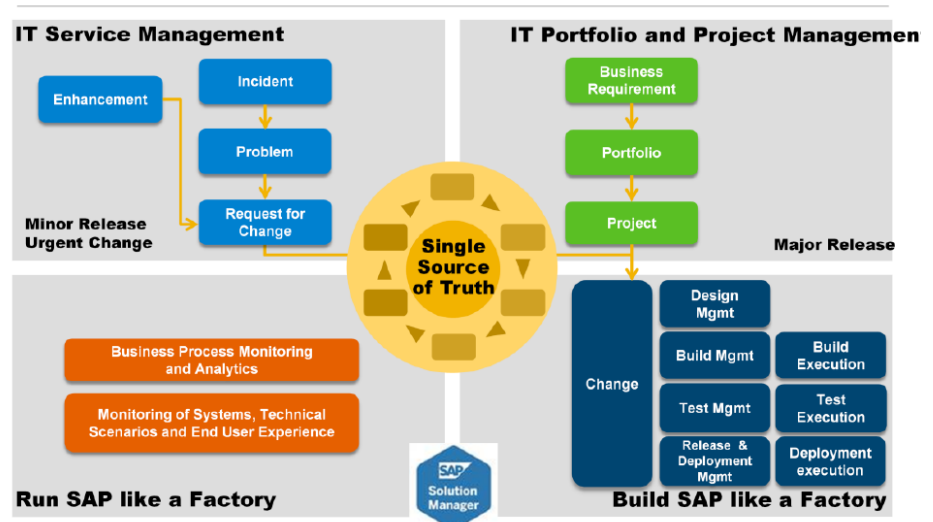 IT Service Management
Enhancement
Incident
Problem
Request for
Change
Minor Release
Urgent Change
IT Portfolio and Project Managemen
Business
Requirement
Portfolio
Project
Major Release
Single
Source
of Truth
Business Process Monitoring
and Analytics
Monitoring of Systems, Technical
Scenarios and End User Experience
Run SAP like a Factory
SAP
Solution
Manager
Change
Design
Mgmt
Build Mgmt
Build
Execution
Test Mgmt
Test
Execution
Release &
Deployment
Mgmt
Deployment
execution
Build SAP like a Factory